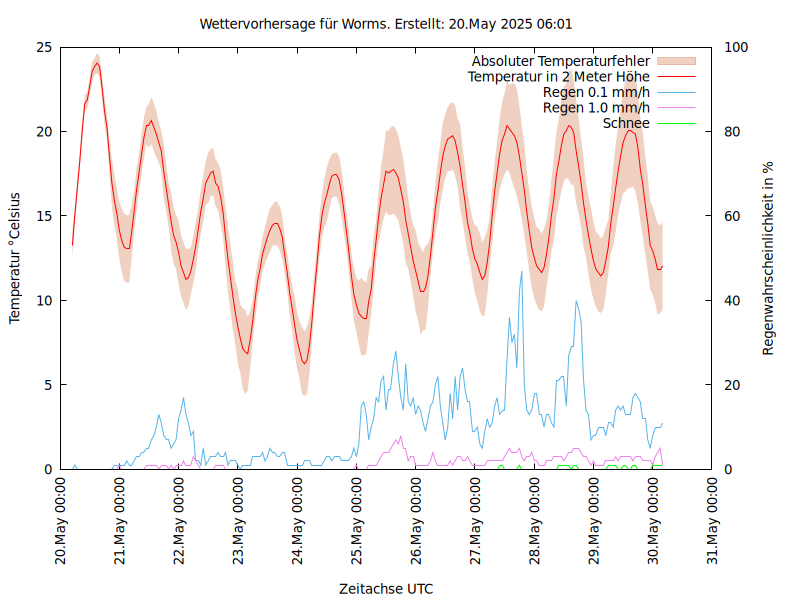 Wettervorhersage für Worms. Erstellt: 20.May 2025 06:01
Absoluter Temperaturfehler
Temperatur in 2 Meter Höhe
Regen 0.1 mm/h
Regen 1.0 mm/h
Schnee
Temperatur °Celsius
25
20
15
10
5
0
Regenwahrscheinlichkeit in %
100
80
60
40
20
0
20.May 00:00
21.May 00:00
22.May 00:00
23.May 00:00
24.May 00:00
25.May 00:00
26.May 00:00
27.May 00:00
28.May 00:00
29.May 00:00
30.May 00:00
31.May 00:00
Zeitachse UTC